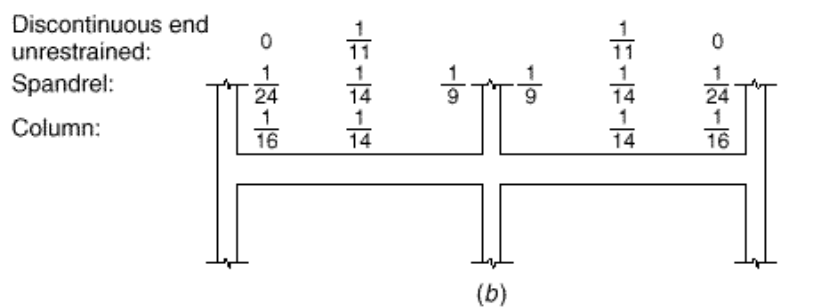 Discontinuous end
unrestrained: 0 1/11 1/11 0
Spandrel: 1/24 1/14 1/9 1/9 1/14 1/24
Column: 1/16 1/14 1/14 1/16
(b)